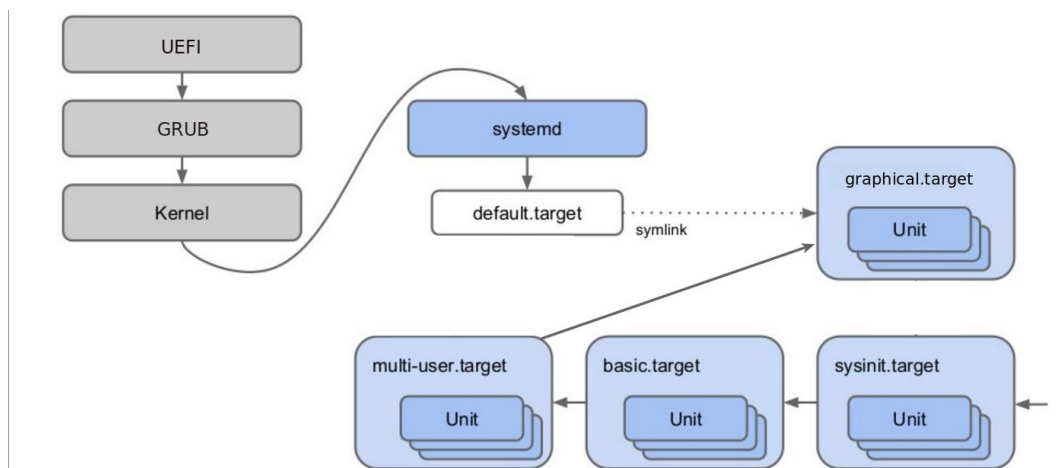 UEFI
GRUB
Kernel
systemd
default.target
symlink
graphical.target
Unit
multi-user.target
Unit
basic.target
Unit
sysinit.target
Unit